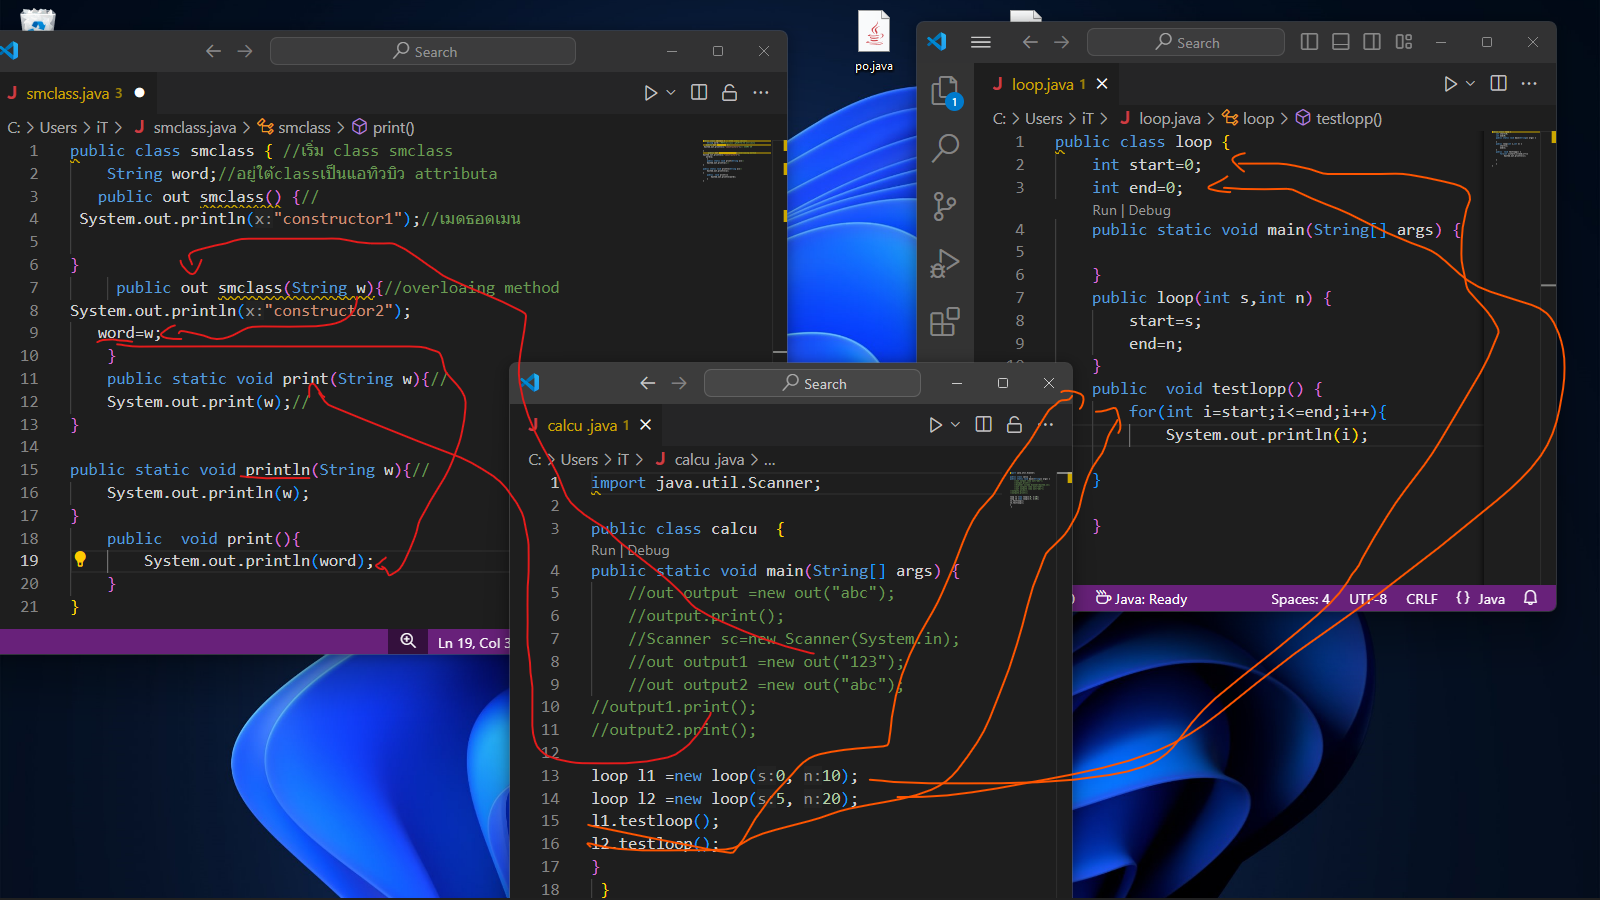 po.java
Search
smclass.java 3
C: > Users > iT > J smclass.java > smclass > print()
1 public class smclass { //เริ่ม class smclass
2 String word;//อยู่ใต้classเป็นแอททิวบิว attributa
3 public out smclass() {//
4 System.out.println(x:"constructor1");//เมดธอดเมน
5
6 }
7 public out smclass(String w){//overloaing method
8 System.out.println(x:"constructor2");
9 word=w;
10 }
11 public static void print(String w){//
12 System.out.print(w);//
13 }
14
15 public static void println(String w){//
16 System.out.println(w);
17 }
18 public  void print(){
19 System.out.println(word);
20 }
21 }
Ln 19, Col 3
Search
1
J loop.java 1
C: > Users > iT > J loop.java > loop > testlopp()
1 public class loop {
2 int start=0;
3 int end=0;
Run | Debug
4 public static void main(String[] args) {
5
6 }
7 public loop(int s,int n) {
8 start=s;
9 end=n;
}
public  void testlopp() {
for(int i=start;i<=end;i++){
System.out.println(i);
}
}
Java: Ready
Spaces: 4 UTF-8 CRLF {} Java
Search
J calcu .java 1
C: > Users > iT > J calcu .java > ...
1 import java.util.Scanner;
2
3 public class calcu  {
Run | Debug
4 public static void main(String[] args) {
5 //out output =new out("abc");
6 //output.print();
7 //Scanner sc=new Scanner(System.in);
8 //out output1 =new out("123");
9 //out output2 =new out("abc");
10 //output1.print();
11 //output2.print();
12
13 loop l1 =new loop(s:0, n:10);
14 loop l2 =new loop(s:5, n:20);
15 l1.testloop();
16 l2.testloop();
17 }
18 }